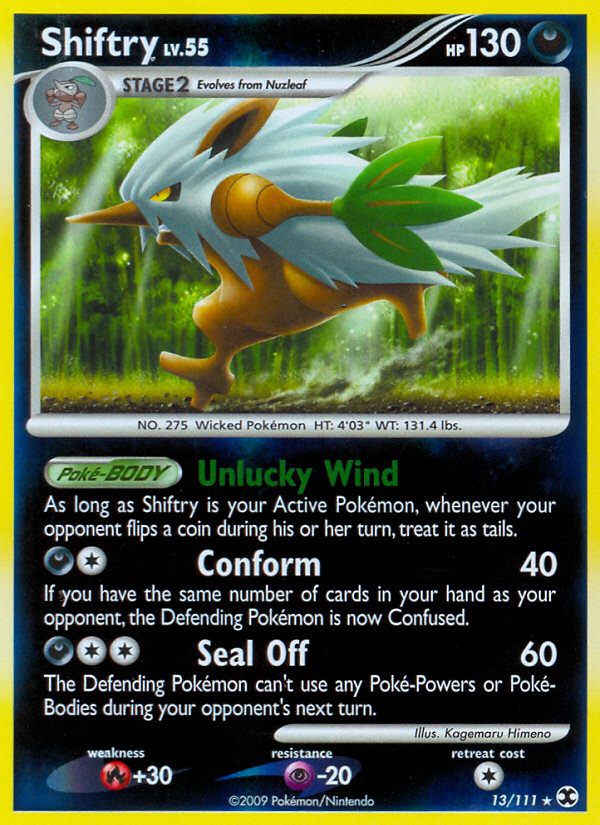 Shiftry LV.55 HP 130
STAGE2 Evolves from Nuzleaf
NO. 275 Wicked Pokémon HT: 4'03" WT: 131.4 lbs.
Poké-BODY Unlucky Wind
As long as Shiftry is your Active Pokémon, whenever your
opponent flips a coin during his or her turn, treat it as tails.
Conform 40
If you have the same number of cards in your hand as your
opponent, the Defending Pokémon is now Confused.
Seal Off 60
The Defending Pokémon can't use any Poké-Powers or Poké-
Bodies during your opponent's next turn.
Illus. Kagemaru Himeno
weakness resistance retreat cost
+30 -20
©2009 Pokémon/Nintendo 13/111 ★